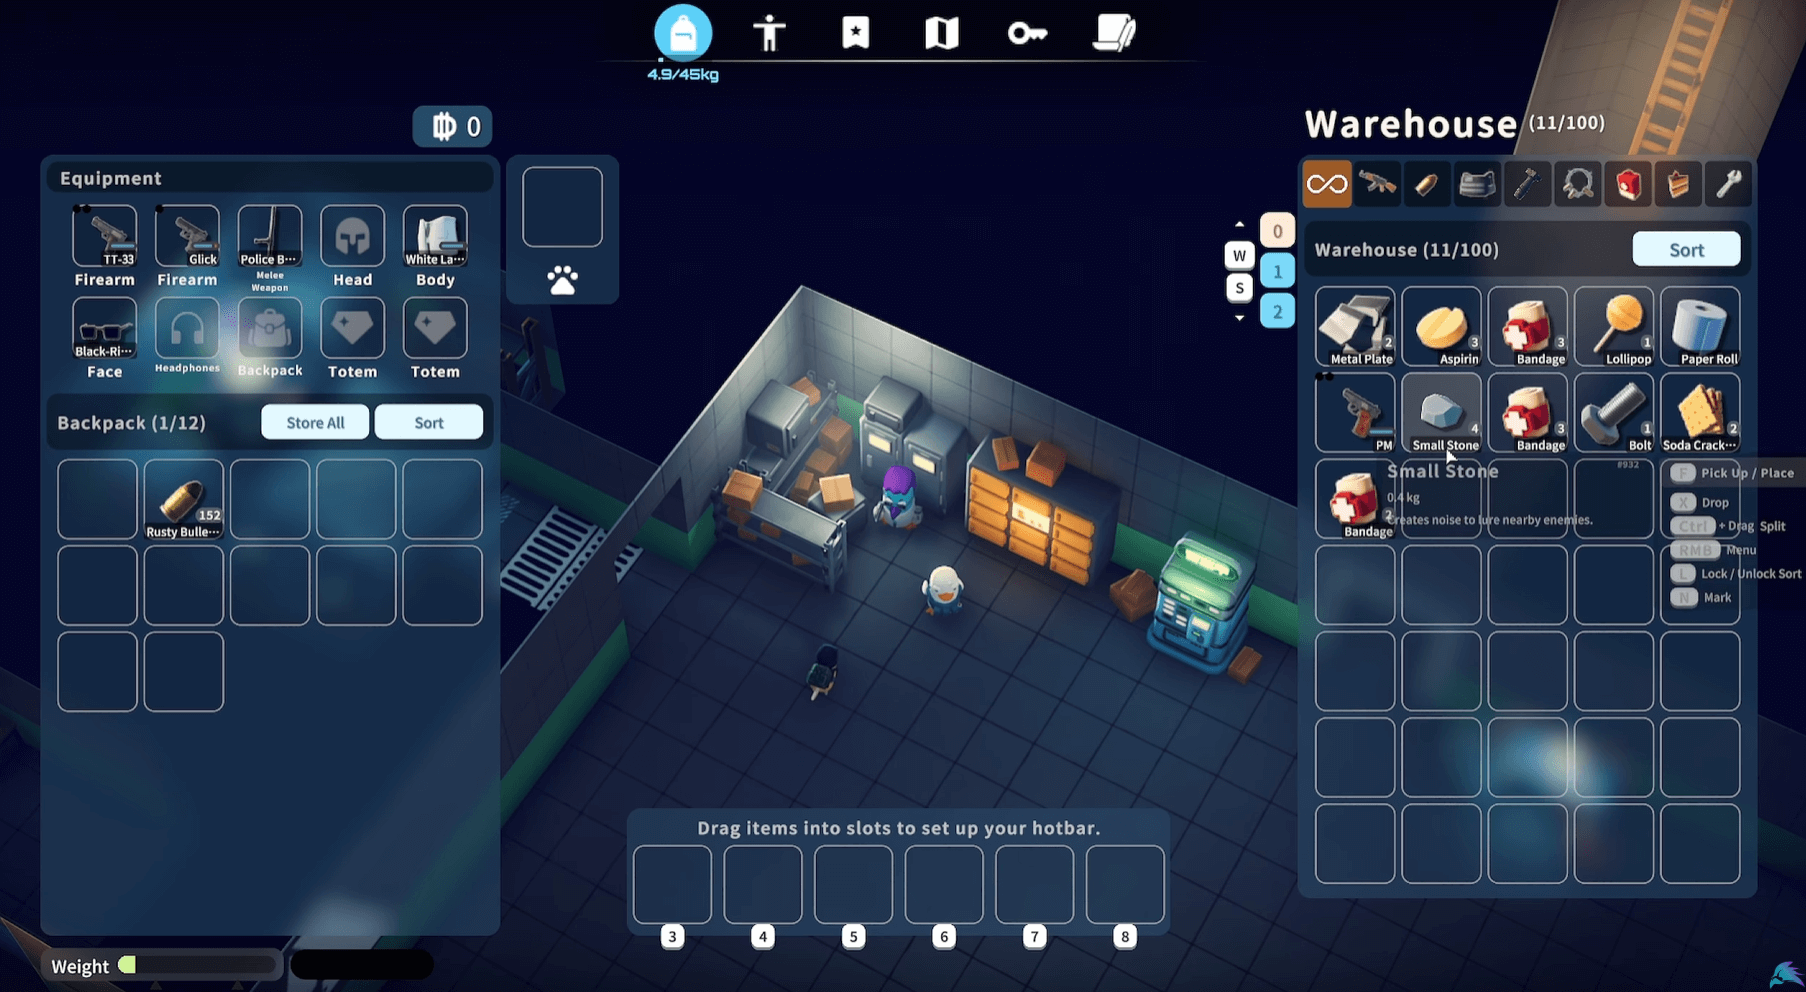 4.9/45kg
0
Equipment
TT-33
Firearm
Glick
Firearm
Police B···
Melee
Weapon
Head
White La···
Body
Black-Ri···
Face
Headphones
Backpack
Totem
Totem
Backpack (1/12)
Store All
Sort
152
Rusty Bulle···
Weight
Drag items into slots to set up your hotbar.
3
4
5
6
7
8
Warehouse (11/100)
0
W
1
S
2
Warehouse (11/100)
Sort
2
Metal Plate
3
Aspirin
3
Bandage
1
Lollipop
Paper Roll
PM
4
Small Stone
3
Bandage
1
Bolt
2
Soda Crack···
2
Bandage
#932
Small Stone
0.4 kg
Creates noise to lure nearby enemies.
F Pick Up / Place
X Drop
Ctrl + Drag Split
RMB Menu
L Lock / Unlock Sort
N Mark